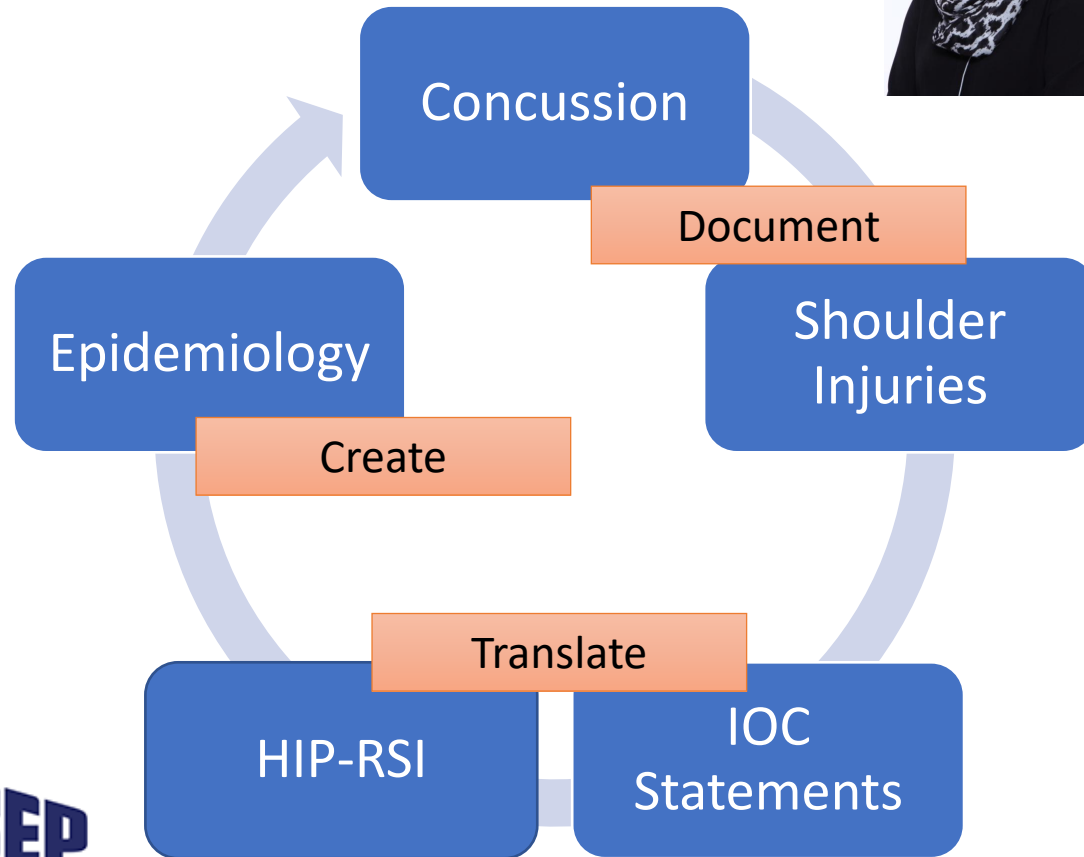 Concussion
Document
Shoulder
Injuries
Epidemiology
Create
Translate
HIP-RSI
IOC
Statements